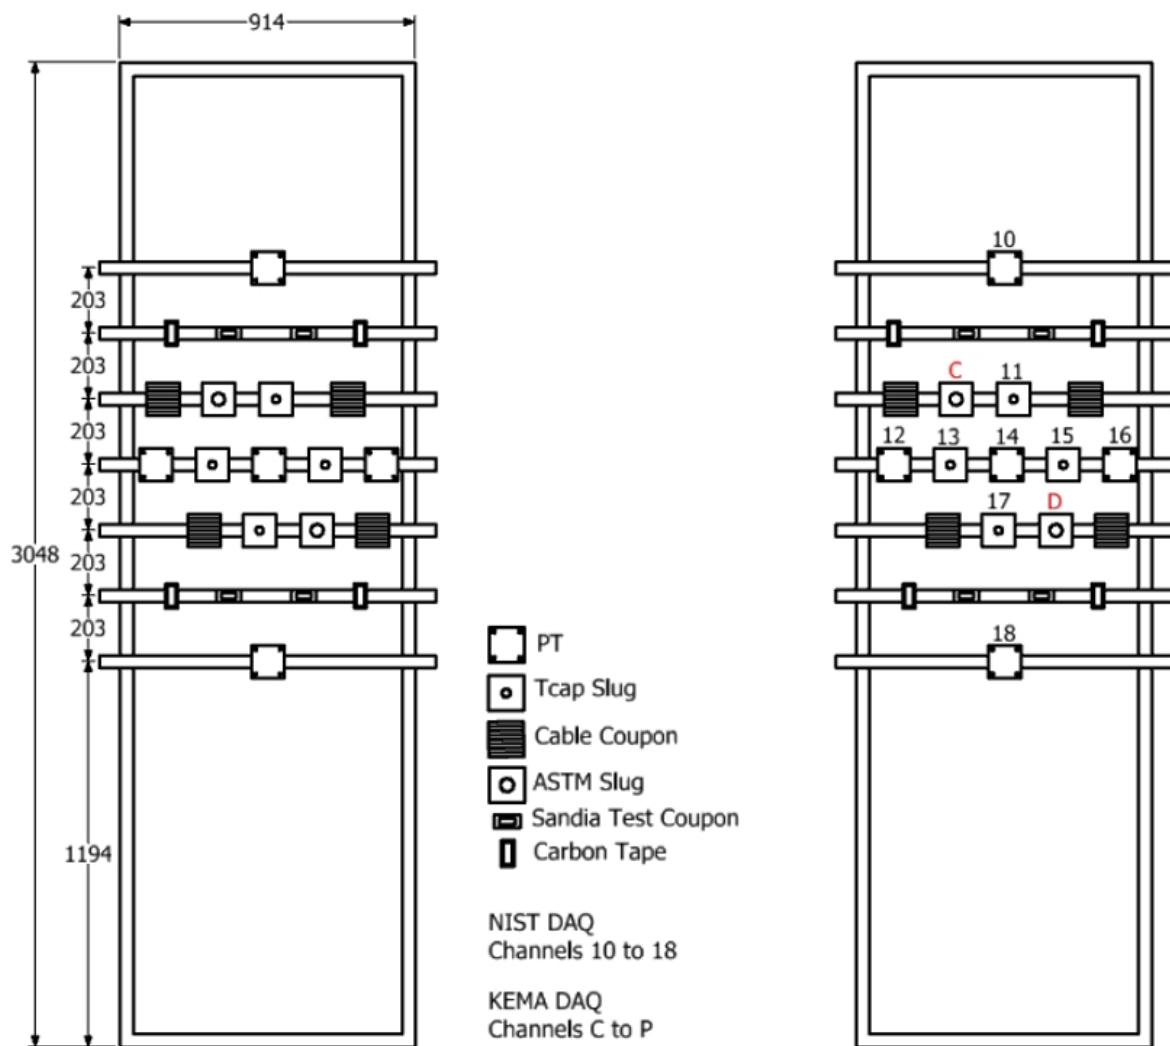 914
203
203
203
203
203
203
3048
1194
PT
Tcap Slug
Cable Coupon
ASTM Slug
Sandia Test Coupon
Carbon Tape
NIST DAQ
Channels 10 to 18
KEMA DAQ
Channels C to P
10
C 11
12 13 14 15 16
17 D
18